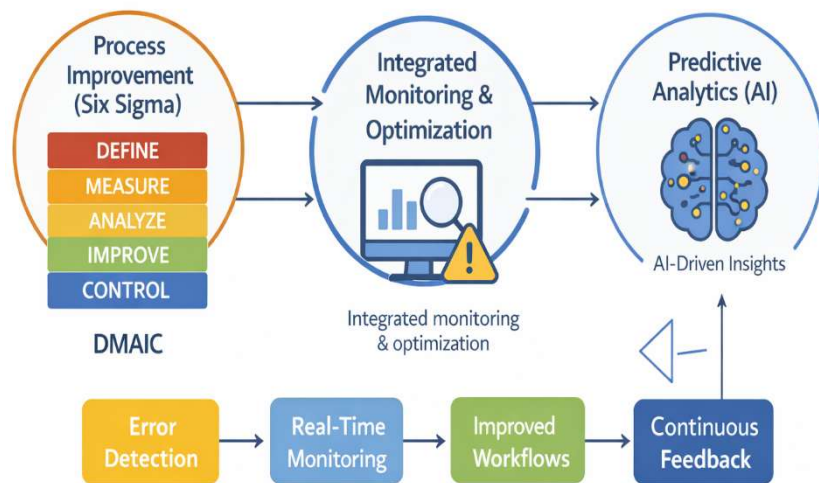 Process
Improvement
(Six Sigma)
DEFINE
MEASURE
ANALYZE
IMPROVE
CONTROL
DMAIC
Integrated
Monitoring &
Optimization
Integrated monitoring
& optimization
Predictive
Analytics (AI)
AI-Driven Insights
Error
Detection
Real-Time
Monitoring
Improved
Workflows
Continuous
Feedback